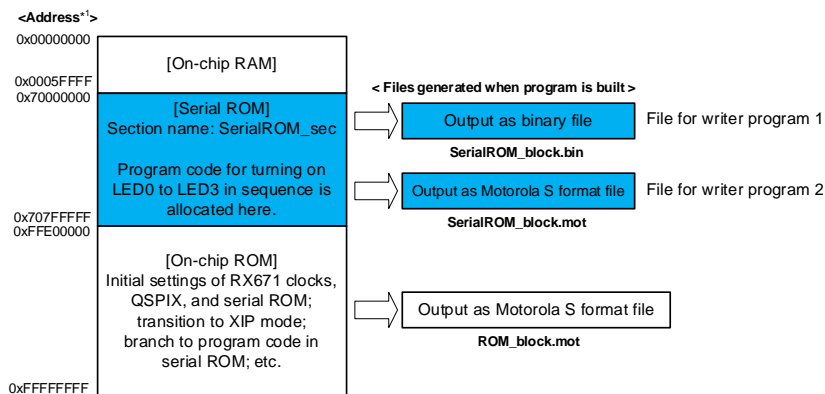 <Address*1>
0x00000000
[On-chip RAM]
0x0005FFFF
0x70000000
[Serial ROM]
Section name: SerialROM_sec
Program code for turning on
LED0 to LED3 in sequence is
allocated here.
0x707FFFFF
0xFFE00000
[On-chip ROM]
Initial settings of RX671 clocks,
QSPIX, and serial ROM;
transition to XIP mode;
branch to program code in
serial ROM; etc.
0xFFFFFFFF
< Files generated when program is built >
Output as binary file
File for writer program 1
SerialROM_block.bin
Output as Motorola S format file
File for writer program 2
SerialROM_block.mot
Output as Motorola S format file
ROM_block.mot